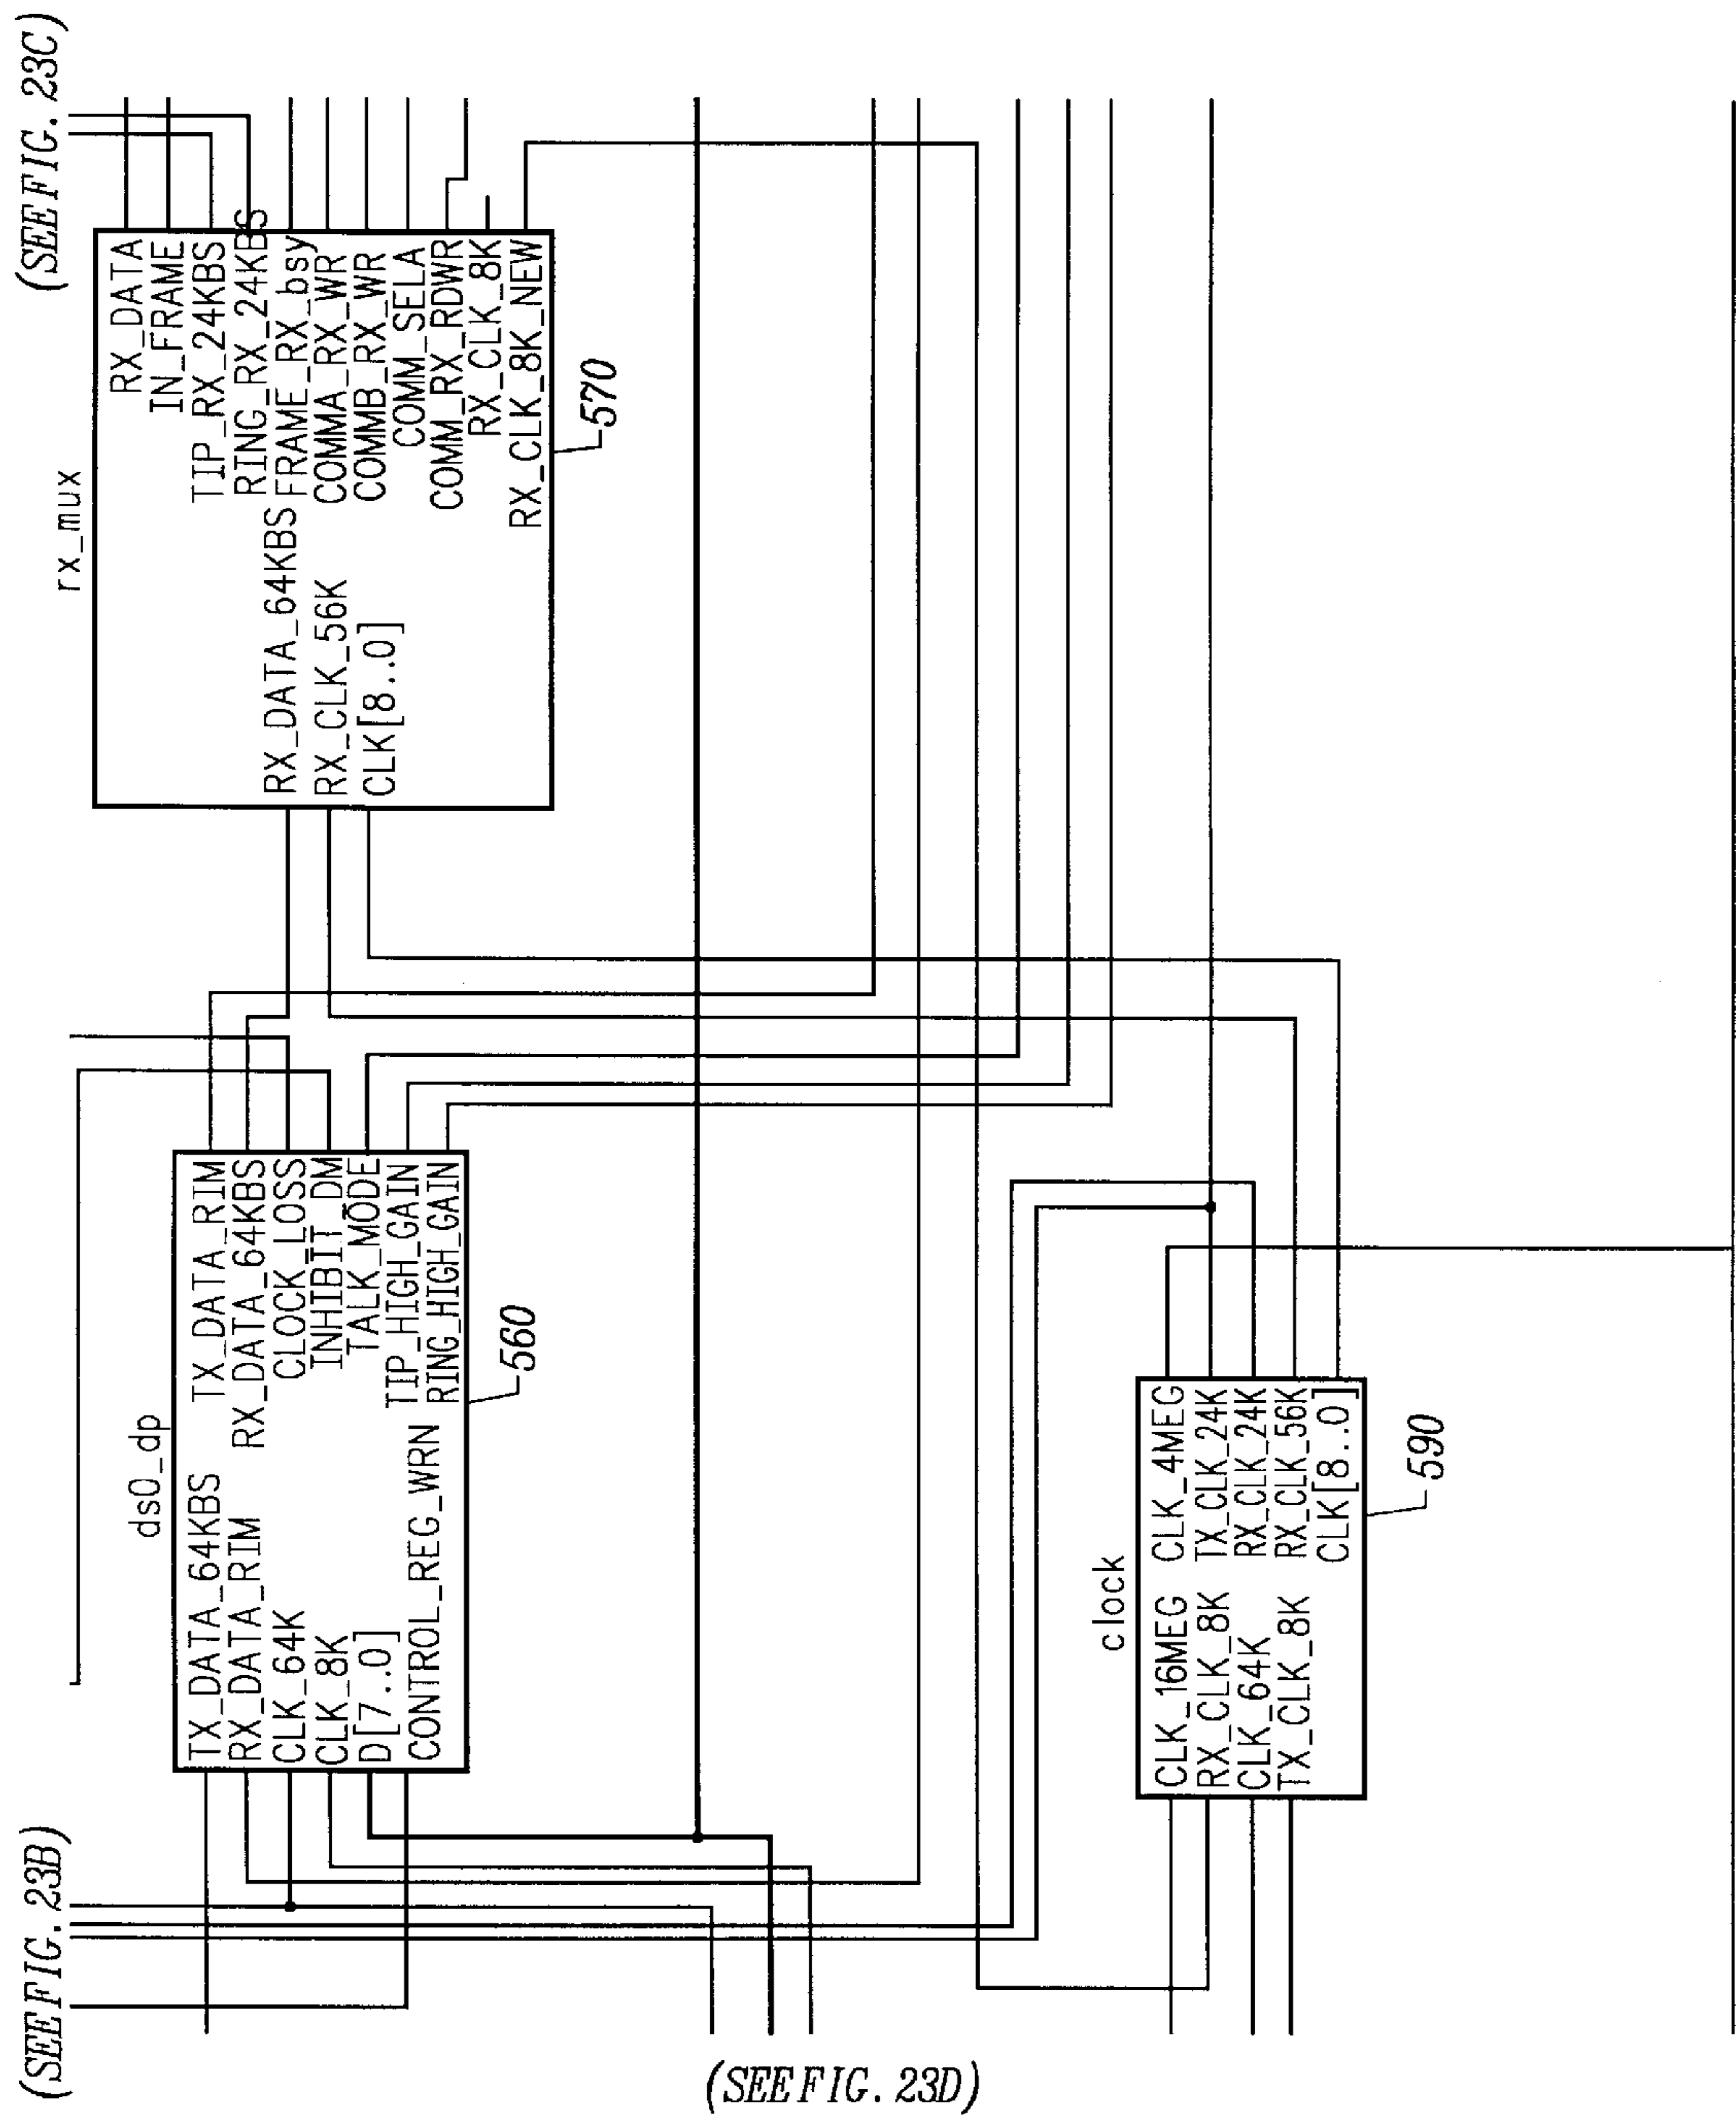 (SEE FIG. 23B)
(SEE FIG. 23C)
ds0_dp
TX_DATA_64KBS
RX_DATA_RIM
CLK_64K
CLK_8K
D[7..0]
CONTROL_REG_WRN
TX_DATA_RIM
RX_DATA_64KBS
CLOCK_LOSS
INHIBIT_DM
TALK_MODE
TIP_HIGH_GAIN
RING_HIGH_GAIN
560
rx_mux
RX_DATA_64KBS
RX_CLK_56K
CLK[8..0]
RX_DATA
IN_FRAME
TIP_RX_24KBS
RING_RX_24KBS
FRAME_RX_bsy
COMMA_RX_WR
COMMB_RX_WR
COMM_SELA
COMM_RX_RDWR
RX_CLK_8K
RX_CLK_8K_NEW
570
(SEE FIG. 23D)
clock
CLK_16MEG
RX_CLK_8K
CLK_64K
TX_CLK_8K
CLK_4MEG
TX_CLK_24K
RX_CLK_24K
RX_CLK_56K
CLK[8..0]
590